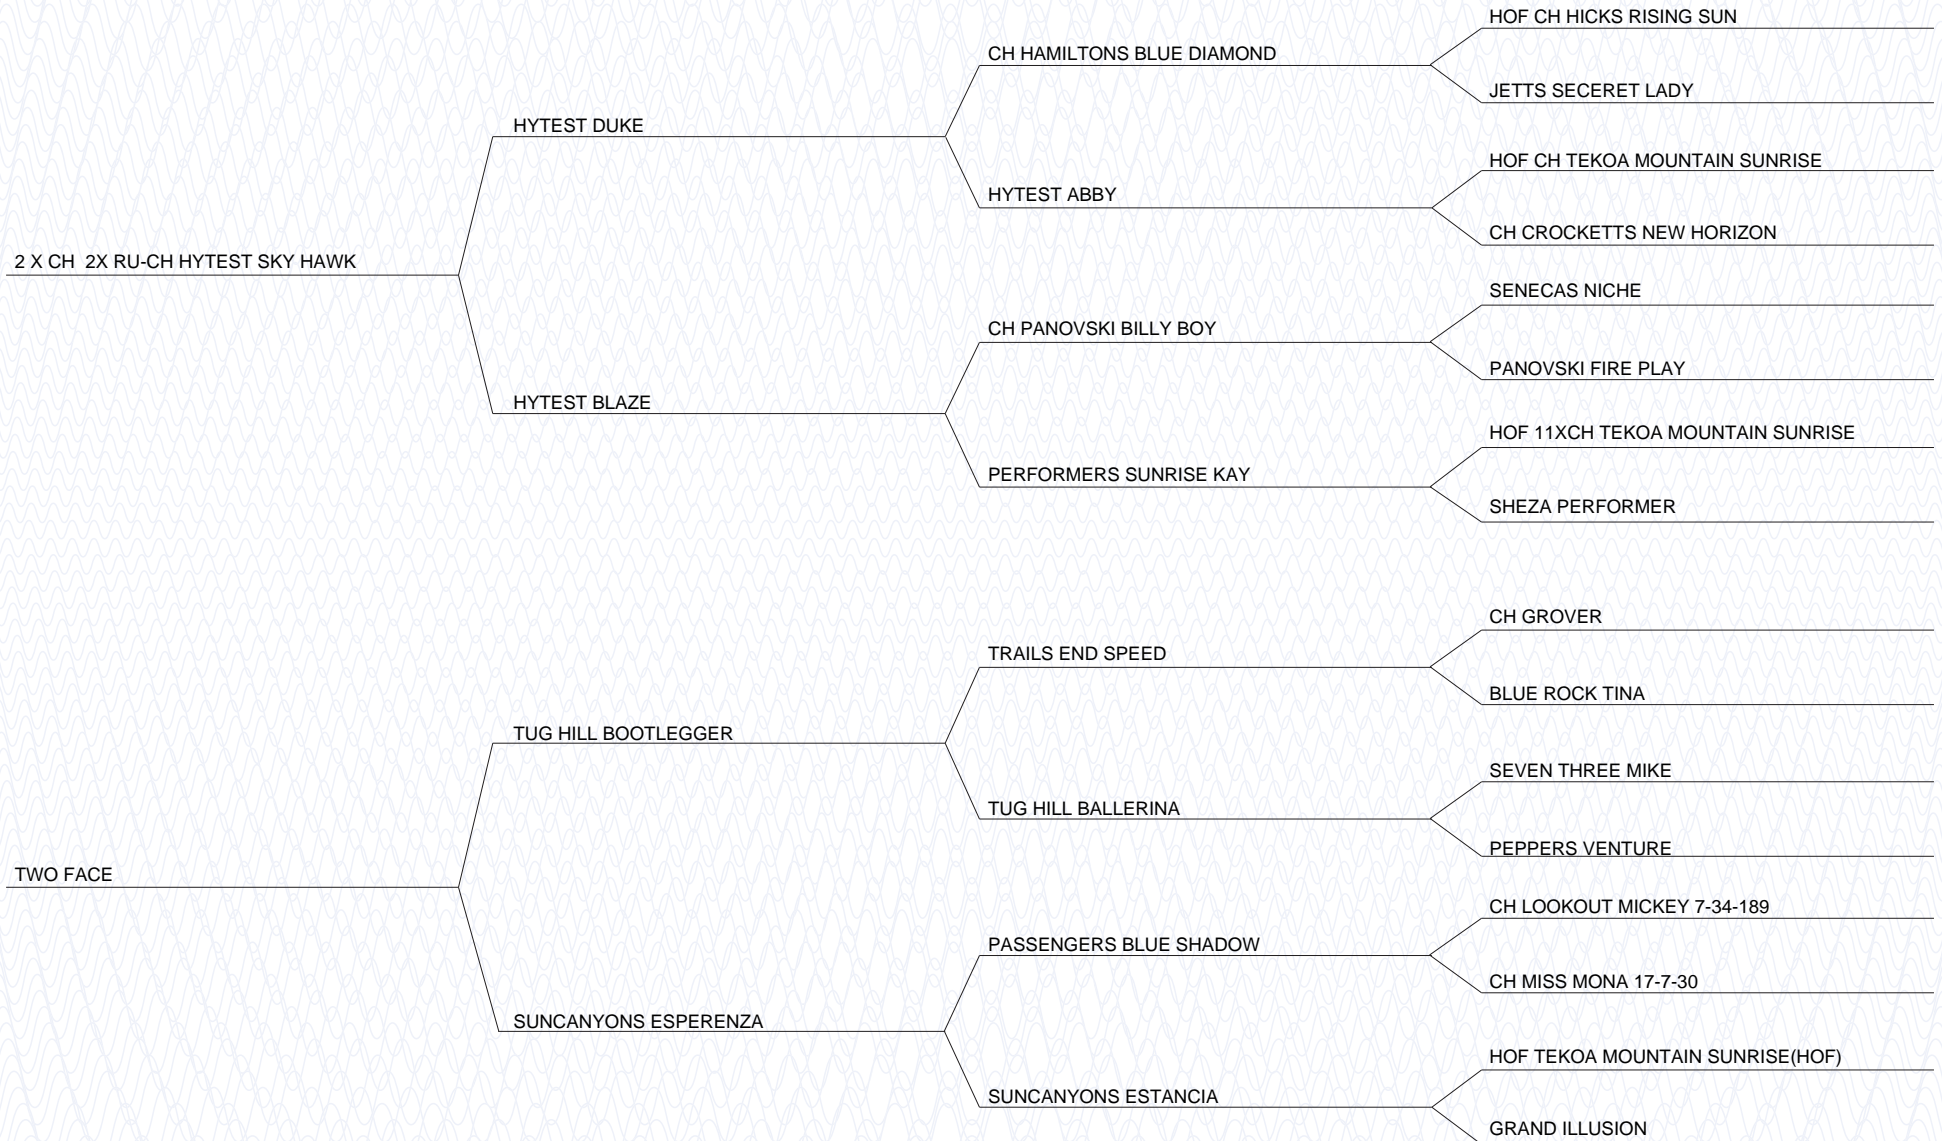 HOF CH HICKS RISING SUN
CH HAMILTONS BLUE DIAMOND
JETTS SECERET LADY
HYTEST DUKE
HOF CH TEKOA MOUNTAIN SUNRISE
HYTEST ABBY
CH CROCKETTS NEW HORIZON
2 X CH  2X RU-CH HYTEST SKY HAWK
SENECAS NICHE
CH PANOVSKI BILLY BOY
PANOVSKI FIRE PLAY
HYTEST BLAZE
HOF 11XCH TEKOA MOUNTAIN SUNRISE
PERFORMERS SUNRISE KAY
SHEZA PERFORMER
CH GROVER
TRAILS END SPEED
BLUE ROCK TINA
TUG HILL BOOTLEGGER
SEVEN THREE MIKE
TUG HILL BALLERINA
PEPPERS VENTURE
TWO FACE
CH LOOKOUT MICKEY 7-34-189
PASSENGERS BLUE SHADOW
CH MISS MONA 17-7-30
SUNCANYONS ESPERENZA
HOF TEKOA MOUNTAIN SUNRISE(HOF)
SUNCANYONS ESTANCIA
GRAND ILLUSION